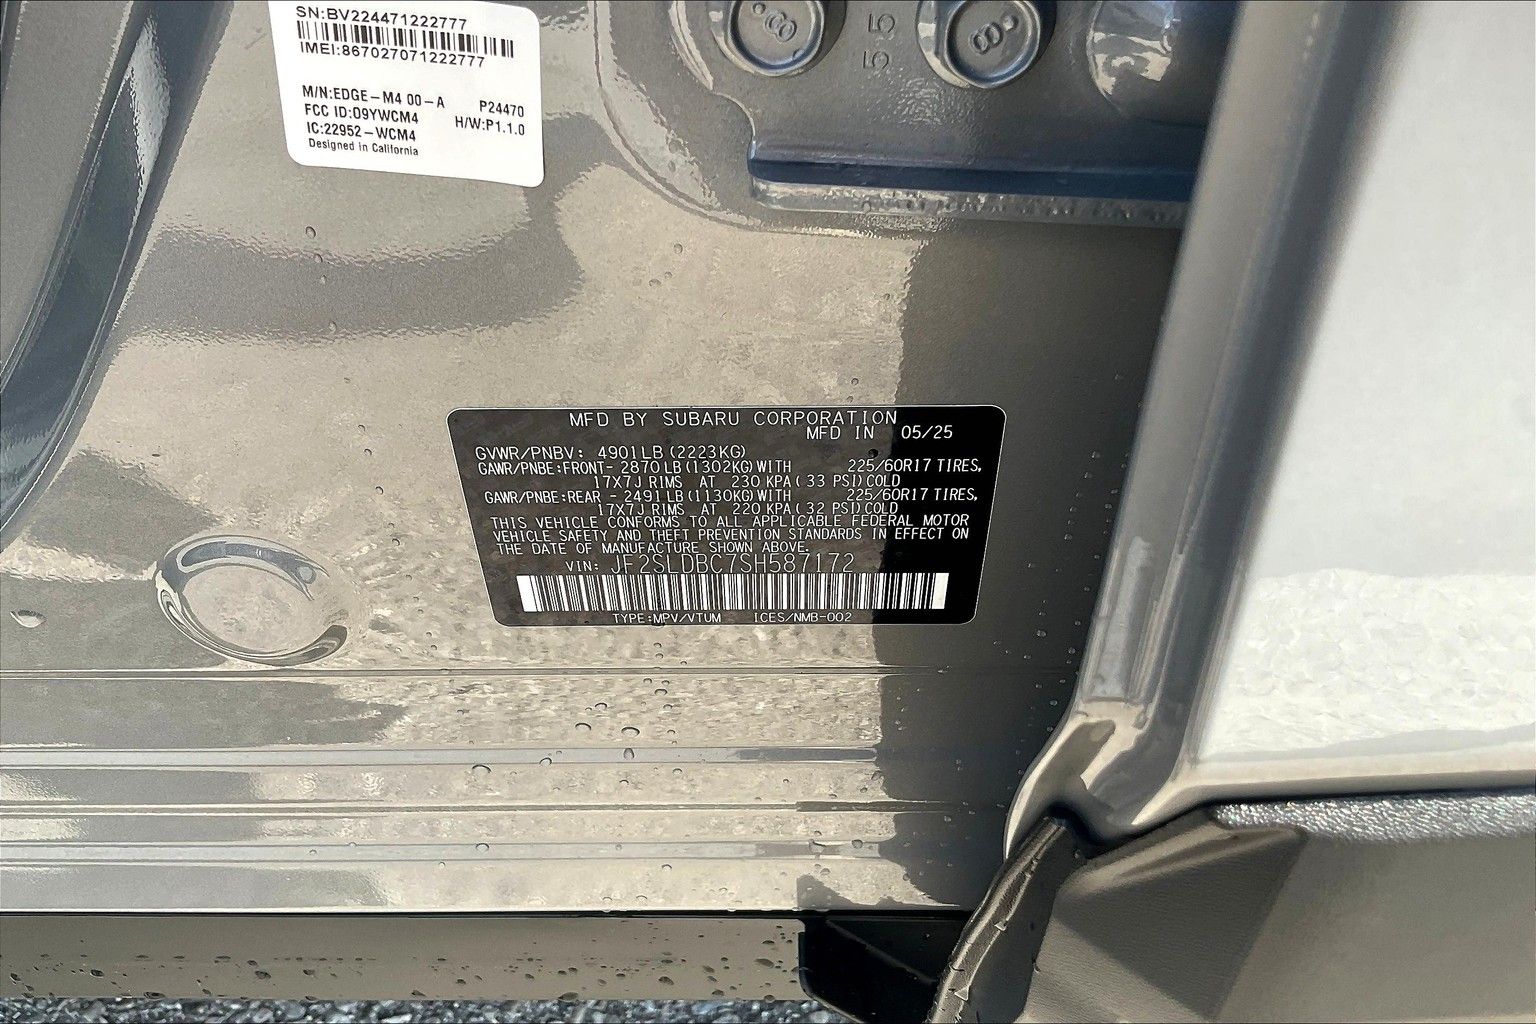 SN:BV224471222777
IMEI:867027071222777
M/N:EDGE-M4 00-A P24470
FCC ID:O9YWCM4 H/W:P1.1.0
IC:22952-WCM4
Designed in California
8
55
8
MFD BY SUBARU CORPORATION
MFD IN 05/25
GVWR/PNBV: 4901LB(2223KG)
GAWR/PNBE:FRONT- 2870LB(1302KG)WITH 225/60R17 TIRES,
17X7J RIMS AT 230 KPA( 33 PSI)COLD
GAWR/PNBE:REAR - 2491LB(1130KG)WITH 225/60R17 TIRES,
17X7J RIMS AT 220 KPA( 32 PSI)COLD
THIS VEHICLE CONFORMS TO ALL APPLICABLE FEDERAL MOTOR
VEHICLE SAFETY AND THEFT PREVENTION STANDARDS IN EFFECT ON
THE DATE OF MANUFACTURE SHOWN ABOVE.
VIN: JF2SLDBC7SH587172
TYPE:MPV/VTUM ICES/NMB-002